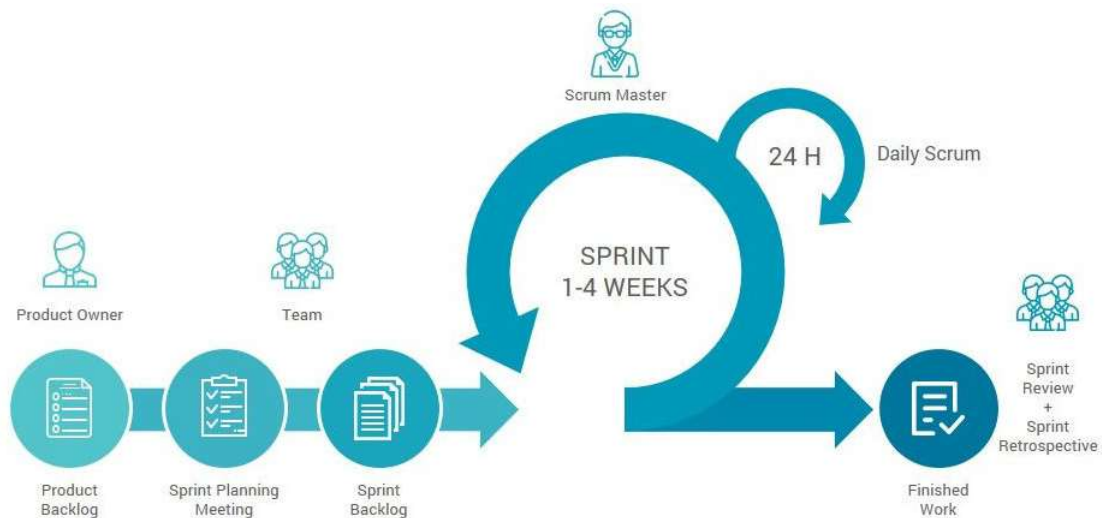 Scrum Master
24 H
Daily Scrum
SPRINT
1-4 WEEKS
Product Owner
Team
Sprint
Review
+
Sprint
Retrospective
Product
Backlog
Sprint Planning
Meeting
Sprint
Backlog
Finished
Work